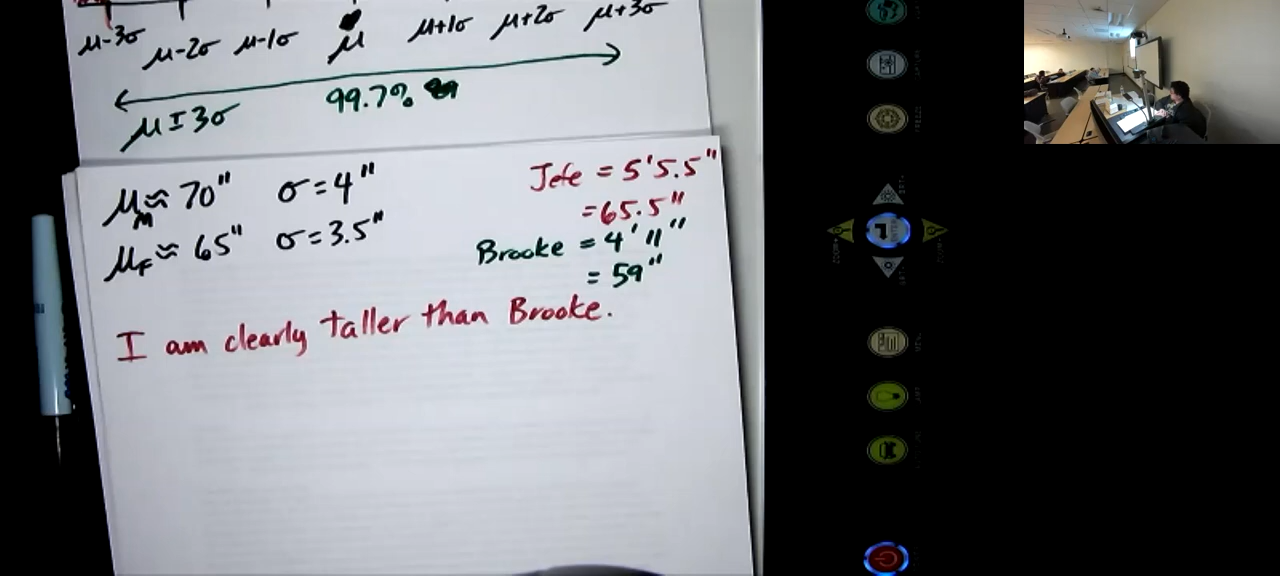 μ-3σ μ-2σ μ-1σ μ μ+1σ μ+2σ μ+3σ
μ±3σ 99.7%
μM≈70" σ=4"
μF≈65" σ=3.5"
Jefe = 5'5.5"
=65.5"
Brooke = 4'11"
= 59"
I am clearly taller than Brooke.